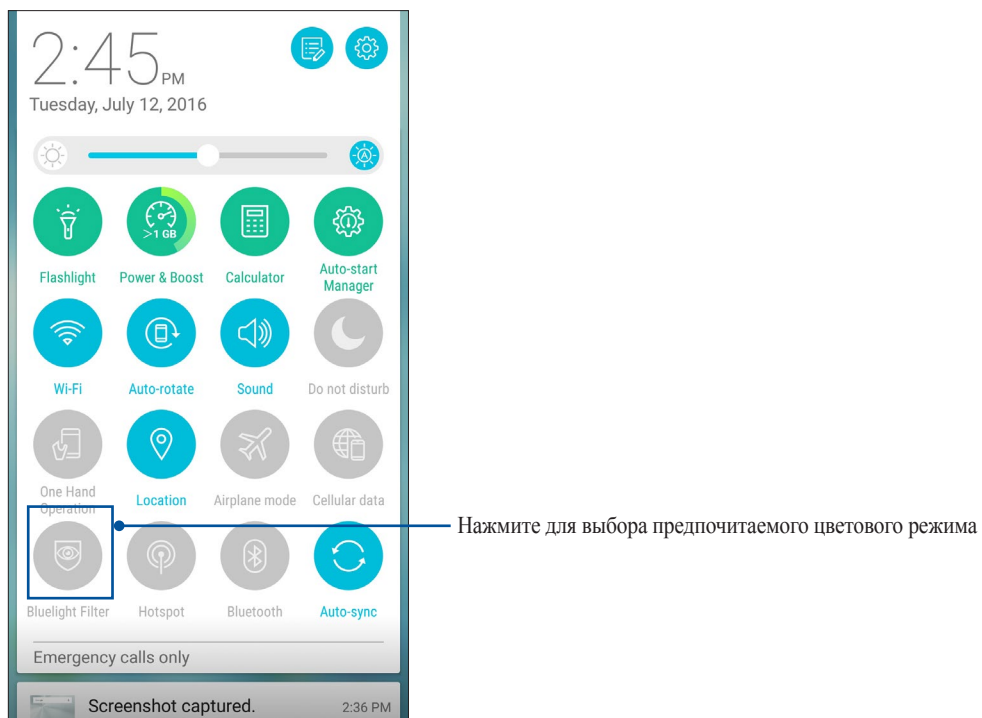 2:45 PM
Tuesday, July 12, 2016
A
>1 GB
Flashlight Power & Boost Calculator Auto-start
Manager
Wi-Fi Auto-rotate Sound Do not disturb
One Hand
Operation Location Airplane mode Cellular data
Нажмите для выбора предпочитаемого цветового режима
Bluelight Filter Hotspot Bluetooth Auto-sync
Emergency calls only
Screenshot captured. 2:36 PM